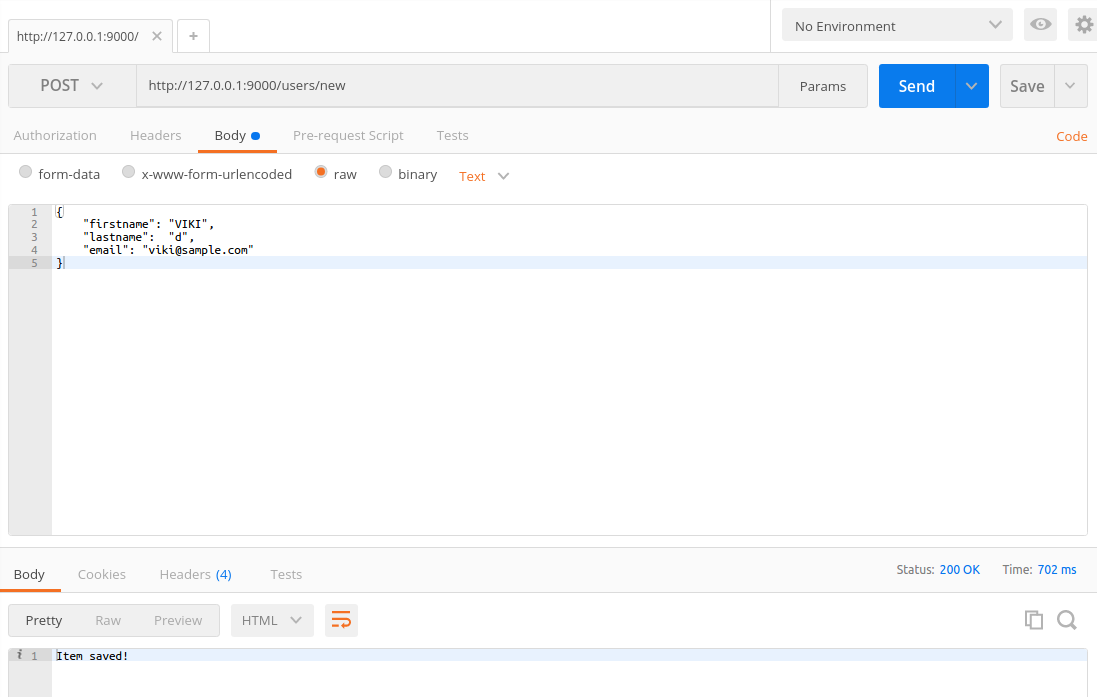 http://127.0.0.1:9000/ +
No Environment
POST http://127.0.0.1:9000/users/new Params Send Save
Authorization Headers Body Pre-request Script Tests Code
form-data x-www-form-urlencoded raw binary Text
1 {
2 "firstname": "VIKI",
3 "lastname":  "d",
4 "email": "viki@sample.com"
5 }
Body Cookies Headers (4) Tests Status: 200 OK Time: 702 ms
Pretty Raw Preview HTML
i 1 Item saved!